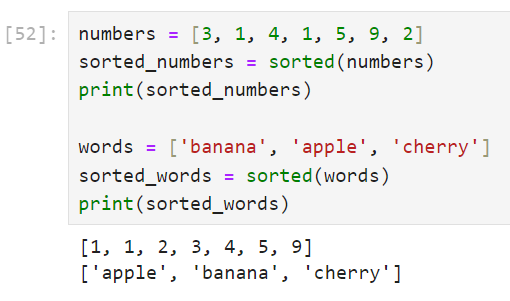 [52]: numbers = [3, 1, 4, 1, 5, 9, 2]
sorted_numbers = sorted(numbers)
print(sorted_numbers)
words = ['banana', 'apple', 'cherry']
sorted_words = sorted(words)
print(sorted_words)
[1, 1, 2, 3, 4, 5, 9]
['apple', 'banana', 'cherry']